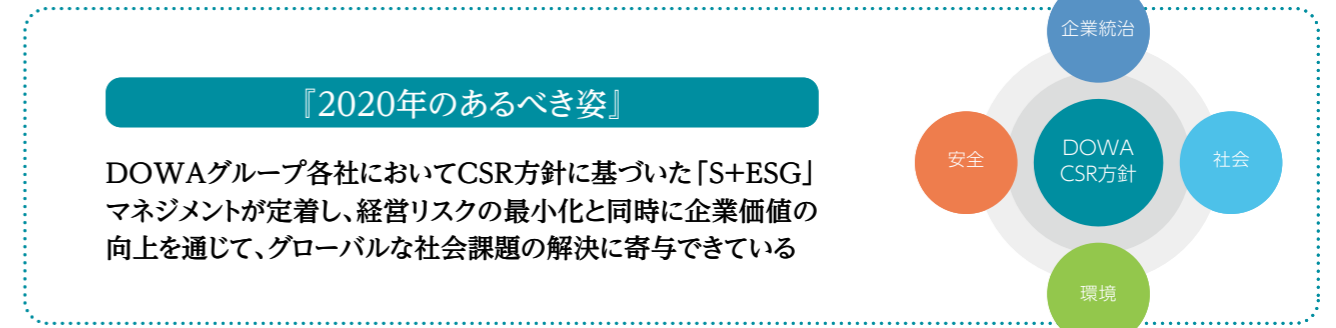 『2020年のあるべき姿』
DOWAグループ各社においてCSR方針に基づいた「S+ESG」
マネジメントが定着し、経営リスクの最小化と同時に企業価値の
向上を通じて、グローバルな社会課題の解決に寄与できている
企業統治
安全
DOWA
CSR方針
社会
環境